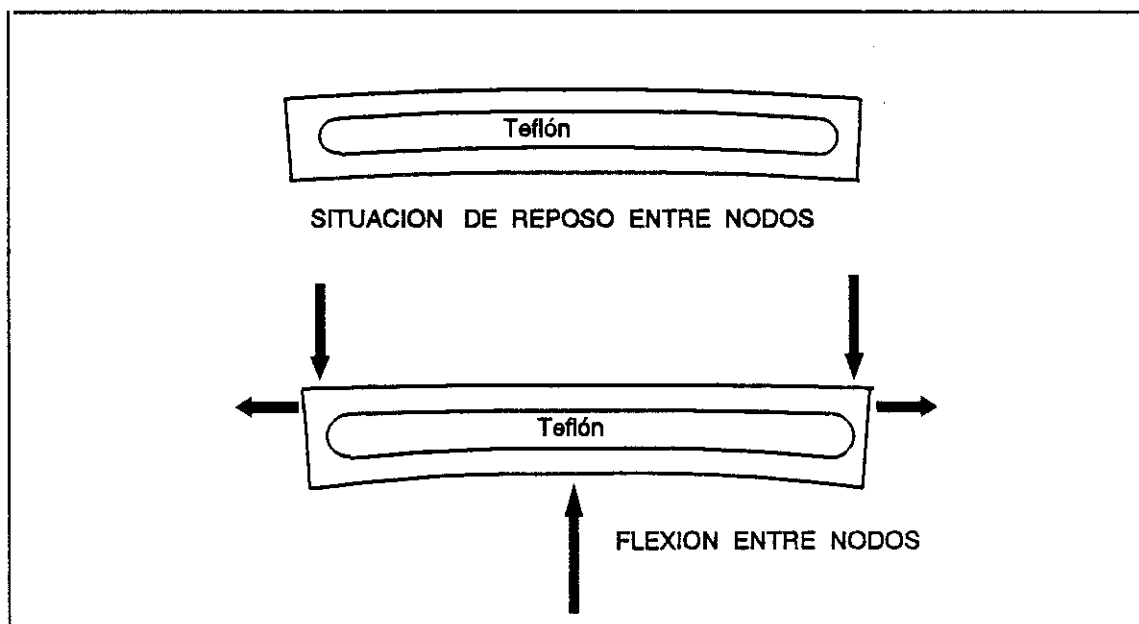 Teflón
SITUACION DE REPOSO ENTRE NODOS
Teflón
FLEXION ENTRE NODOS